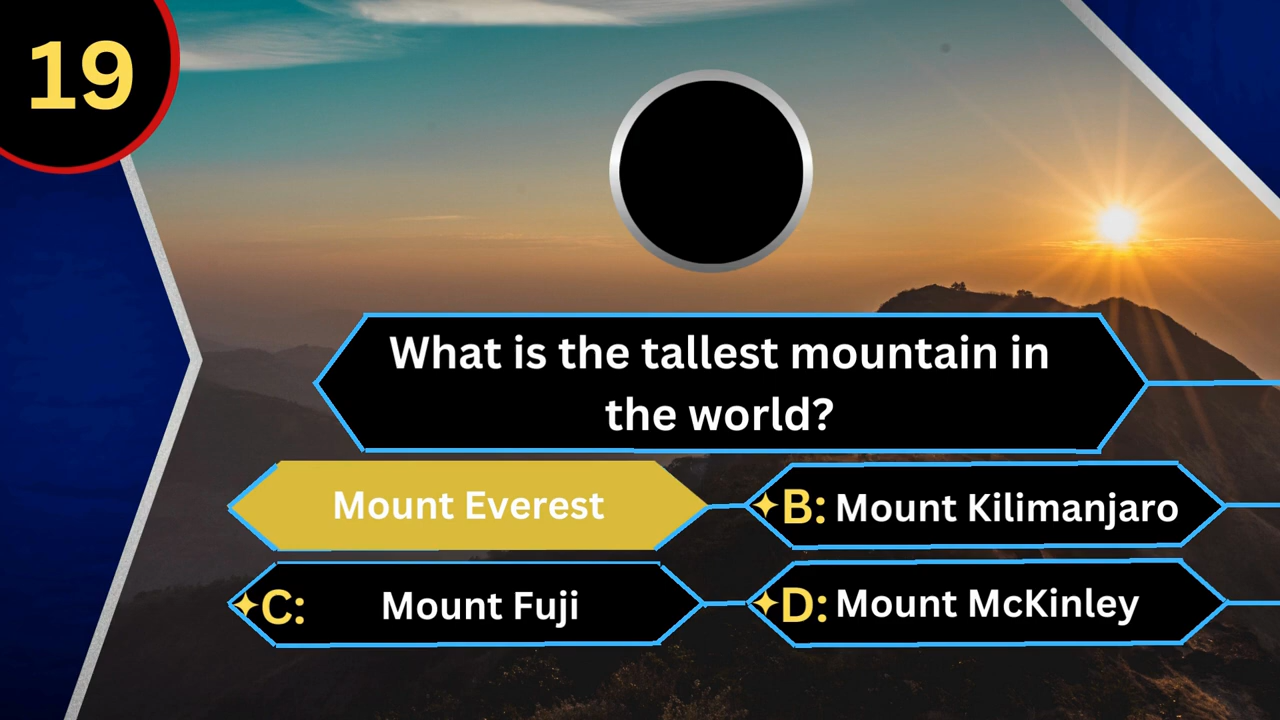 19
What is the tallest mountain in
the world?
Mount Everest
B: Mount Kilimanjaro
C: Mount Fuji
D: Mount McKinley